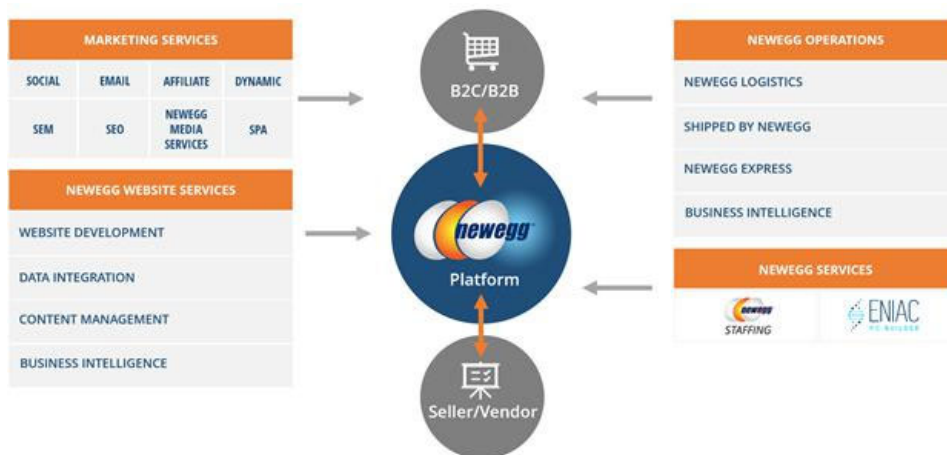 MARKETING SERVICES
SOCIAL EMAIL AFFILIATE DYNAMIC
SEM SEO NEWEGG MEDIA SERVICES SPA
NEWEGG WEBSITE SERVICES
WEBSITE DEVELOPMENT
DATA INTEGRATION
CONTENT MANAGEMENT
BUSINESS INTELLIGENCE
B2C/B2B
newegg
Platform
Seller/Vendor
NEWEGG OPERATIONS
NEWEGG LOGISTICS
SHIPPED BY NEWEGG
NEWEGG EXPRESS
BUSINESS INTELLIGENCE
NEWEGG SERVICES
newegg
STAFFING
ENIAC
PC-BUILDER